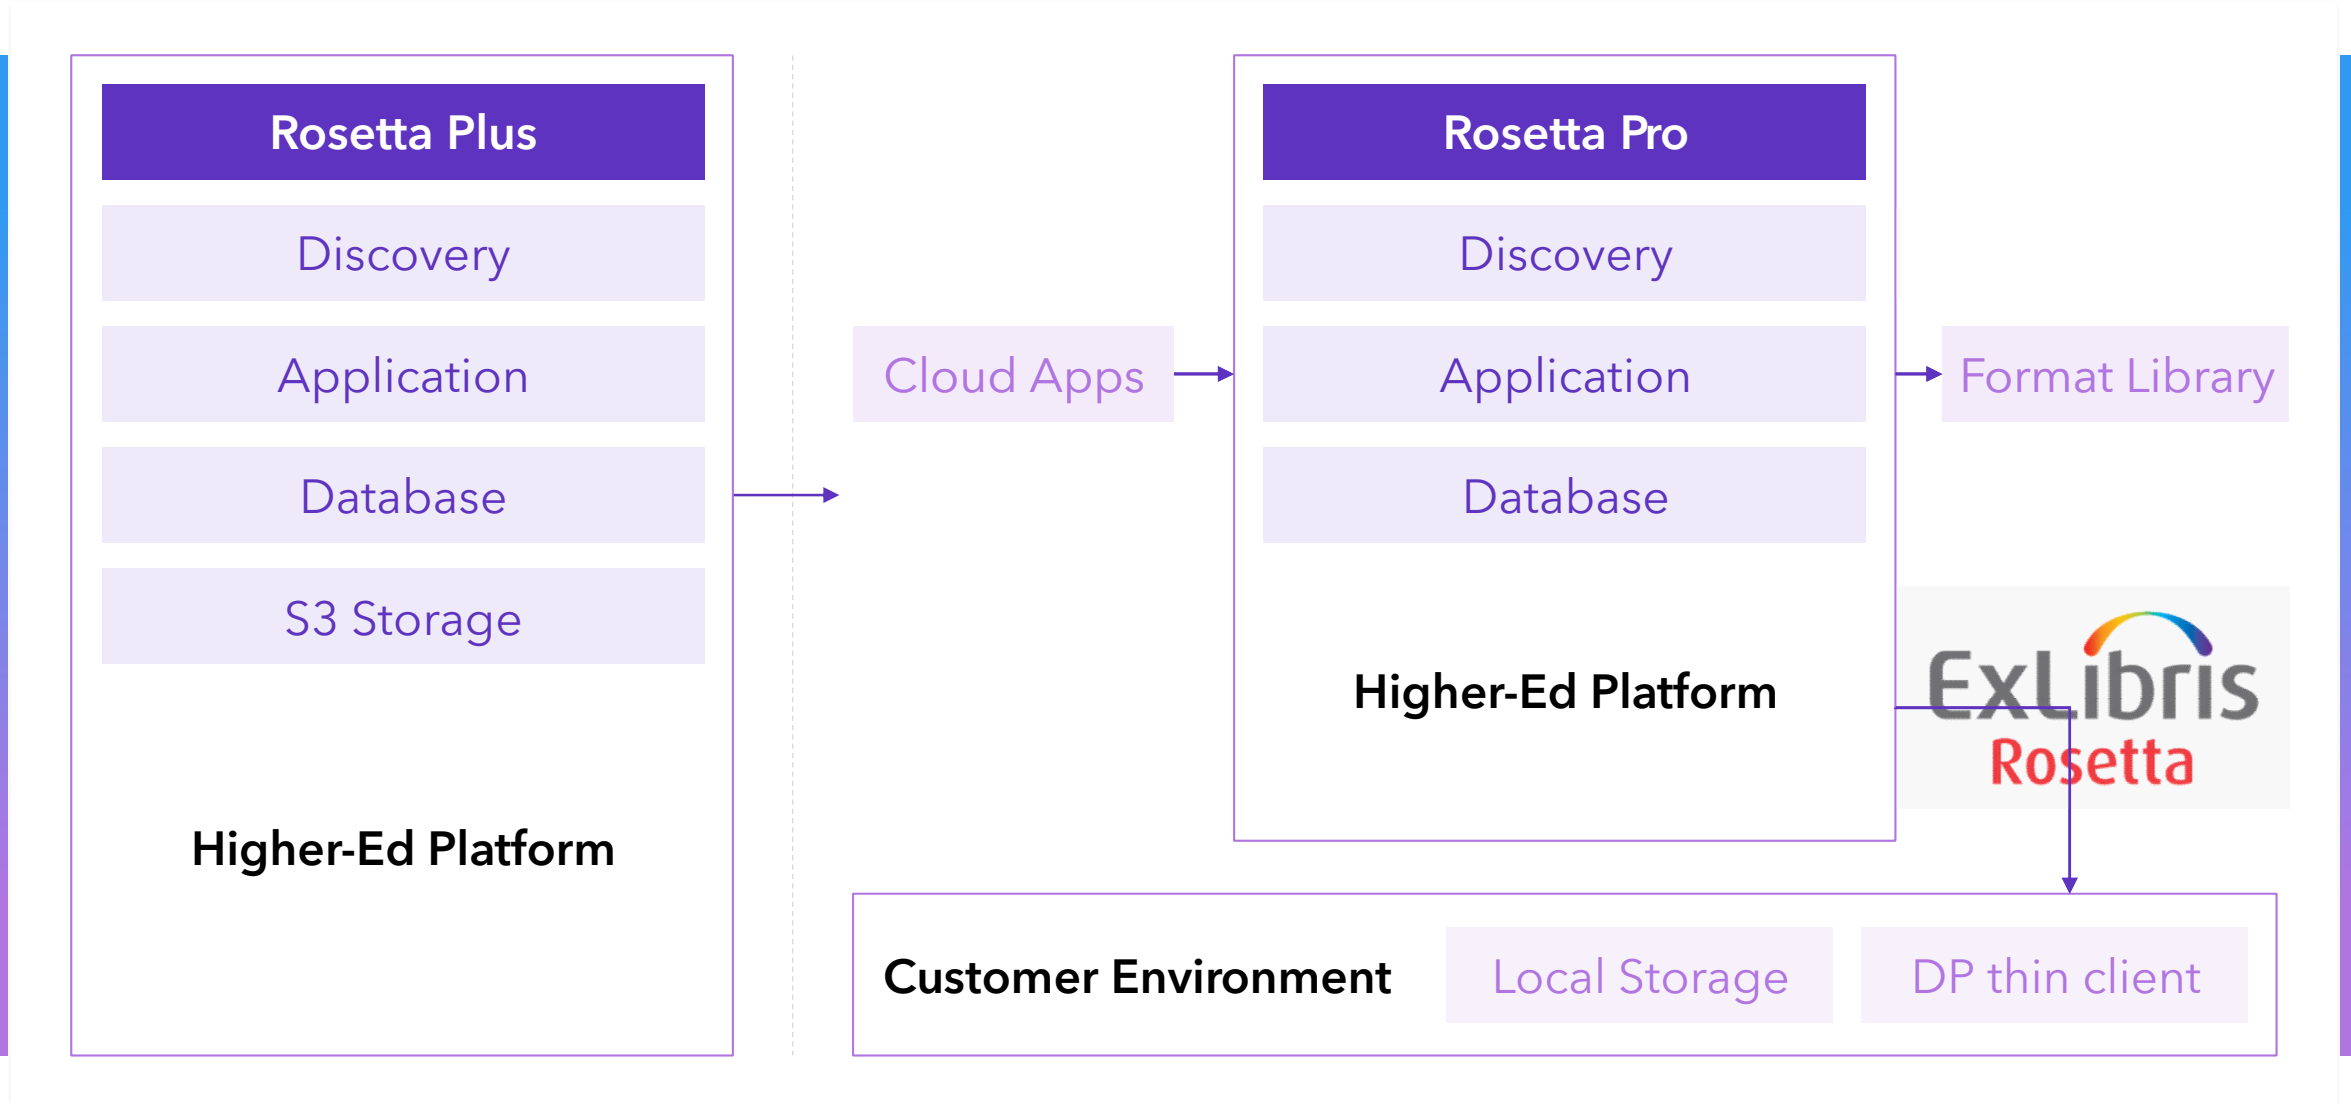 Rosetta Plus
Discovery
Application
Database
S3 Storage
Higher-Ed Platform
Cloud Apps
Rosetta Pro
Discovery
Application
Database
Higher-Ed Platform
Format Library
ExLibris
Rosetta
Customer Environment
Local Storage
DP thin client